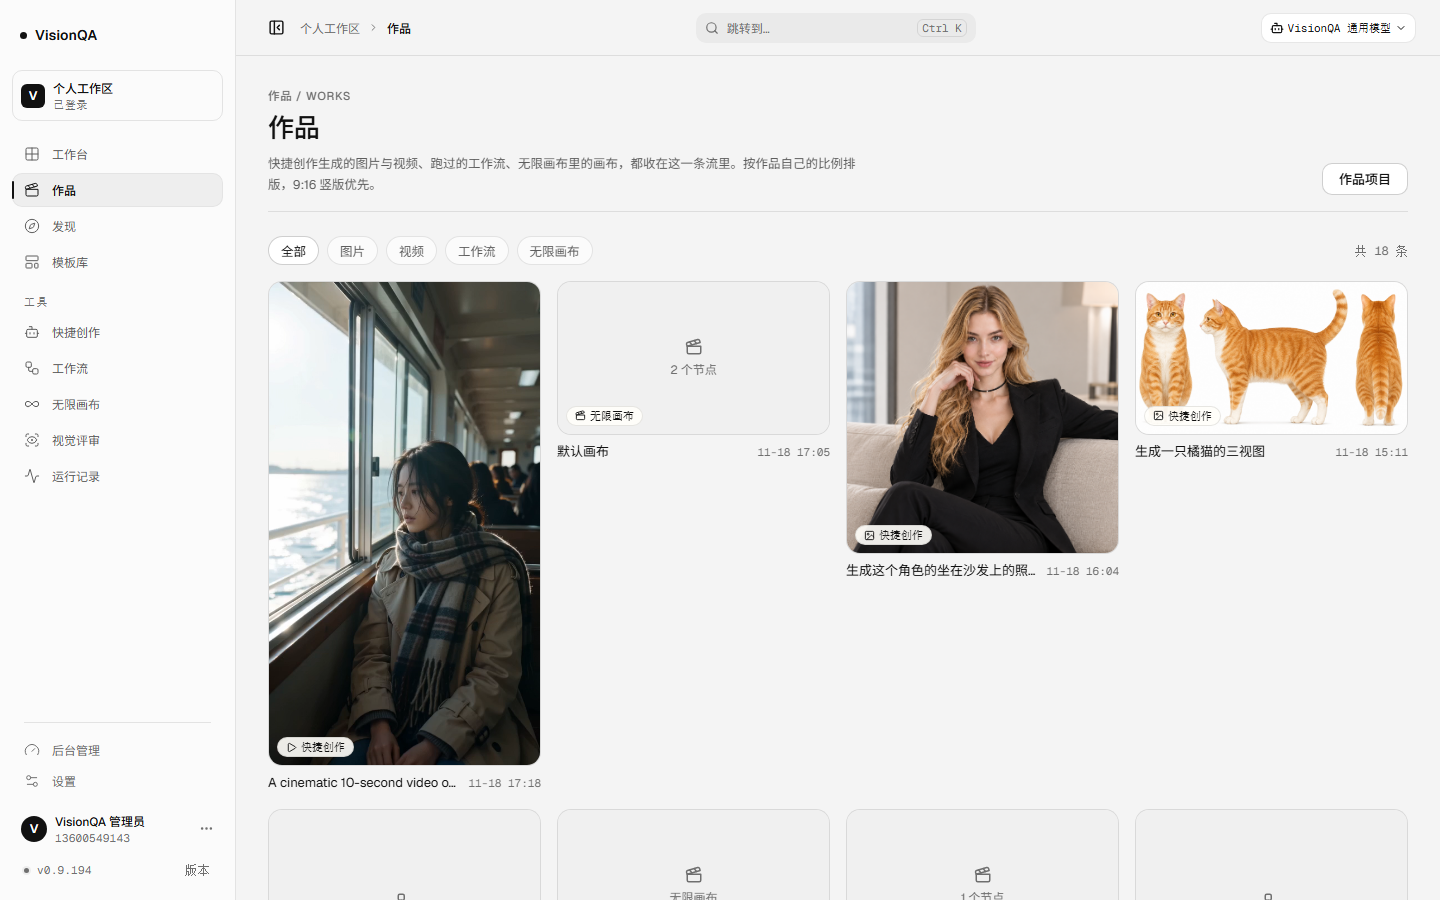 VisionQA
V
个人工作区
已登录
工作台
作品
发现
模板库
工具
快捷创作
工作流
无限画布
视觉评审
运行记录
后台管理
设置
V
VisionQA 管理员
13600549143
v0.9.194
版本
个人工作区
作品
跳转到...
Ctrl K
VisionQA 通用模型
作品 / WORKS
作品
快捷创作生成的图片与视频、跑过的工作流、无限画布里的画布，都收在这一条流里。按作品自己的比例排
版，9:16 竖版优先。
作品项目
全部
图片
视频
工作流
无限画布
共 18 条
快捷创作
A cinematic 10-second video o...
11-18 17:18
2 个节点
无限画布
默认画布
11-18 17:05
快捷创作
生成这个角色的坐在沙发上的照...
11-18 16:04
快捷创作
生成一只橘猫的三视图
11-18 15:11
无限画布
1 个节点